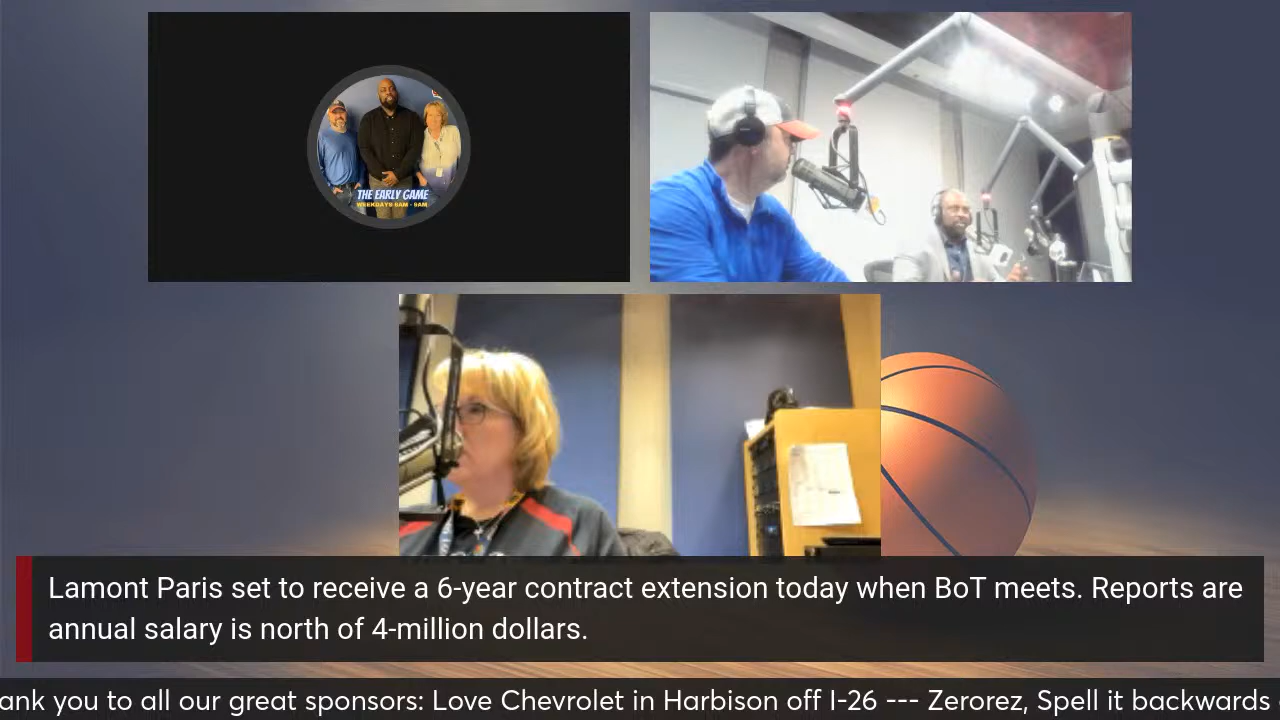 THE EARLY GAME
WEEKDAYS 6AM - 9AM
Lamont Paris set to receive a 6-year contract extension today when BoT meets. Reports are
annual salary is north of 4-million dollars.
ank you to all our great sponsors: Love Chevrolet in Harbison off I-26 --- Zerorez, Spell it backwards